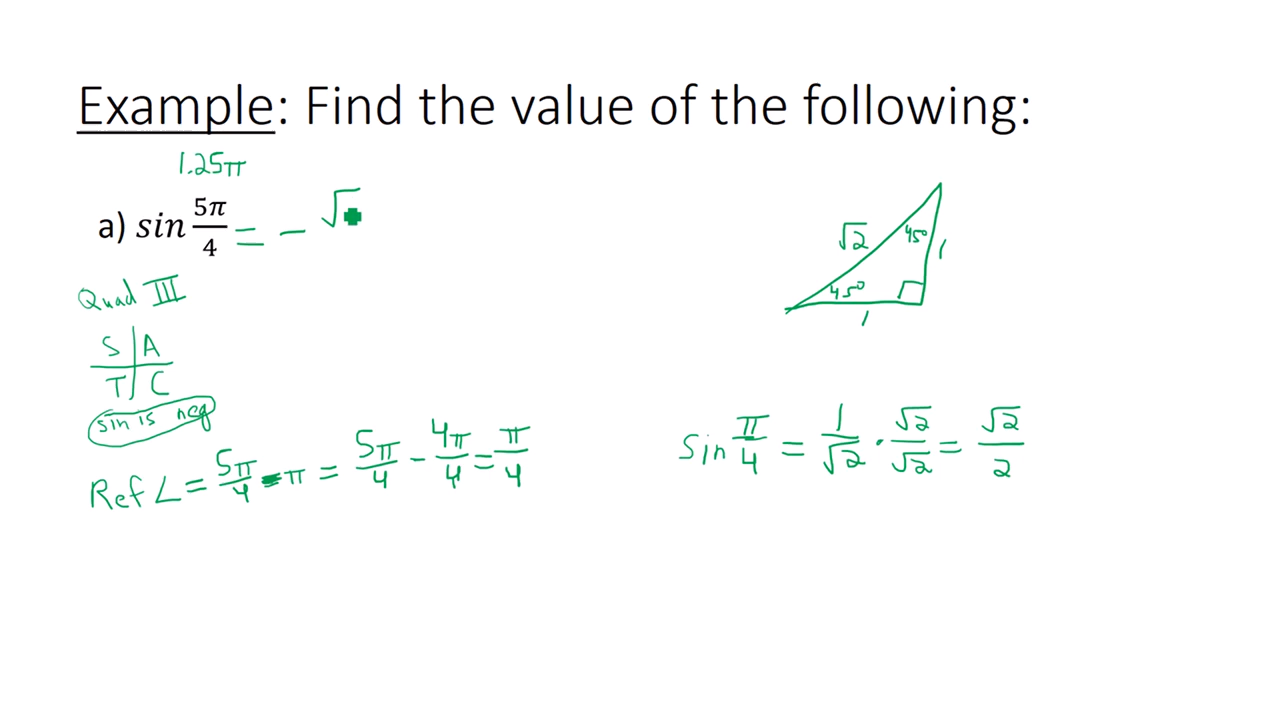 Example: Find the value of the following:
1.25π
a) sin 5π/4 = - √
Quad III
S | A
T | C
sin is neg
Ref ∠ = 5π/4 - π = 5π/4 - 4π/4 = π/4
√2
45°
1
45°
1
sin π/4 = 1/√2 · √2/√2 = √2/2